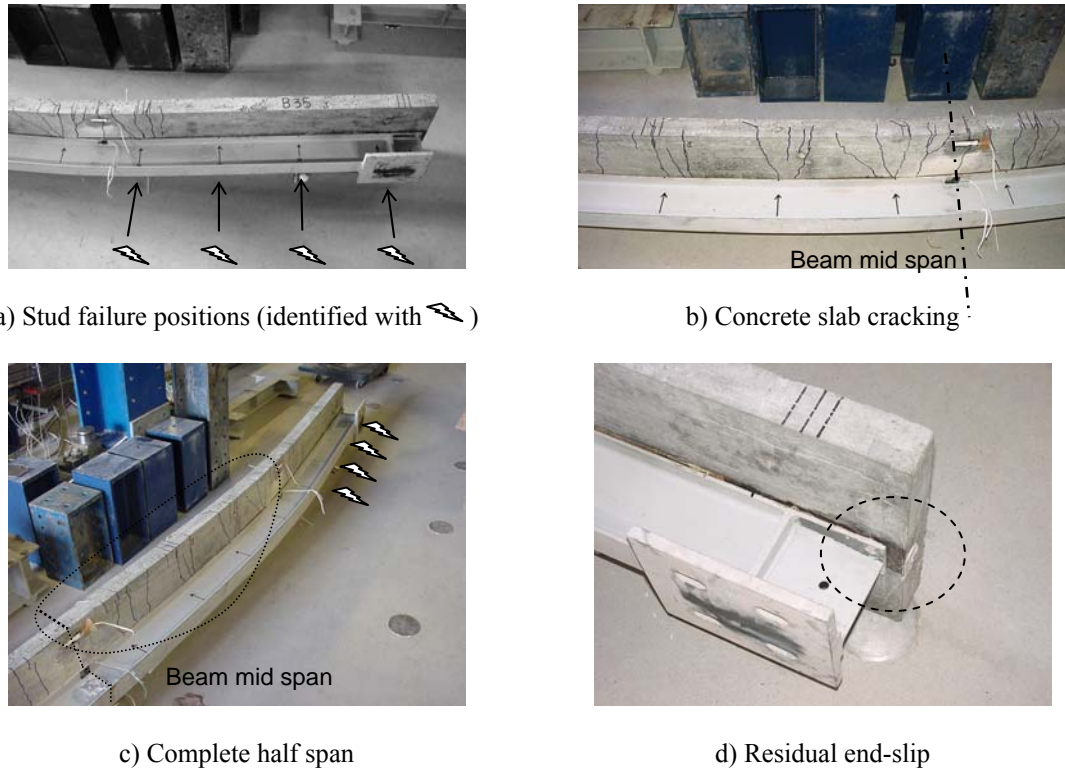 B35
Beam mid span
a) Stud failure positions (identified with )
b) Concrete slab cracking
Beam mid span
c) Complete half span
d) Residual end-slip